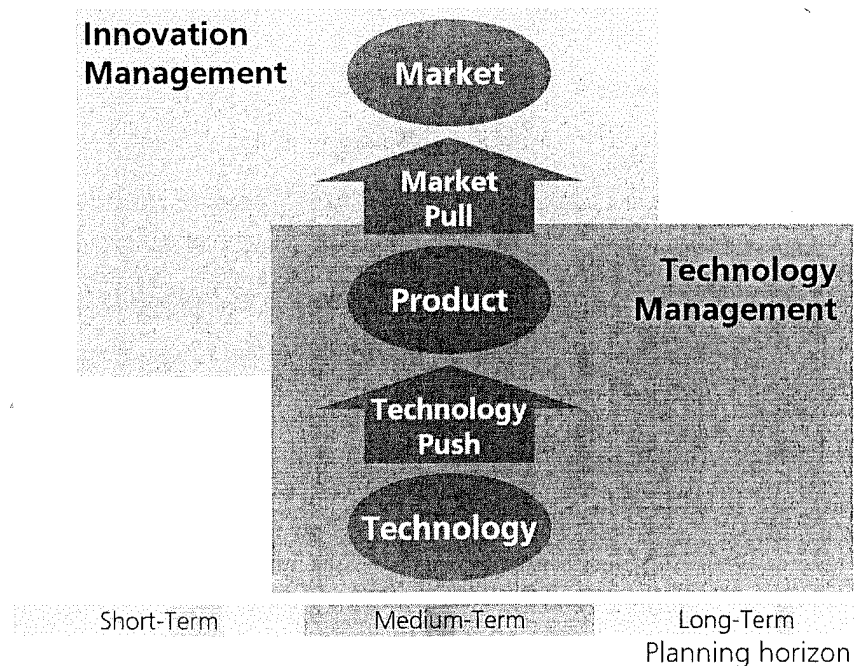 Innovation
Management
Market
Market
Pull
Product
Technology
Management
Technology
Push
Technology
Short-Term
Medium-Term
Long-Term
Planning horizon